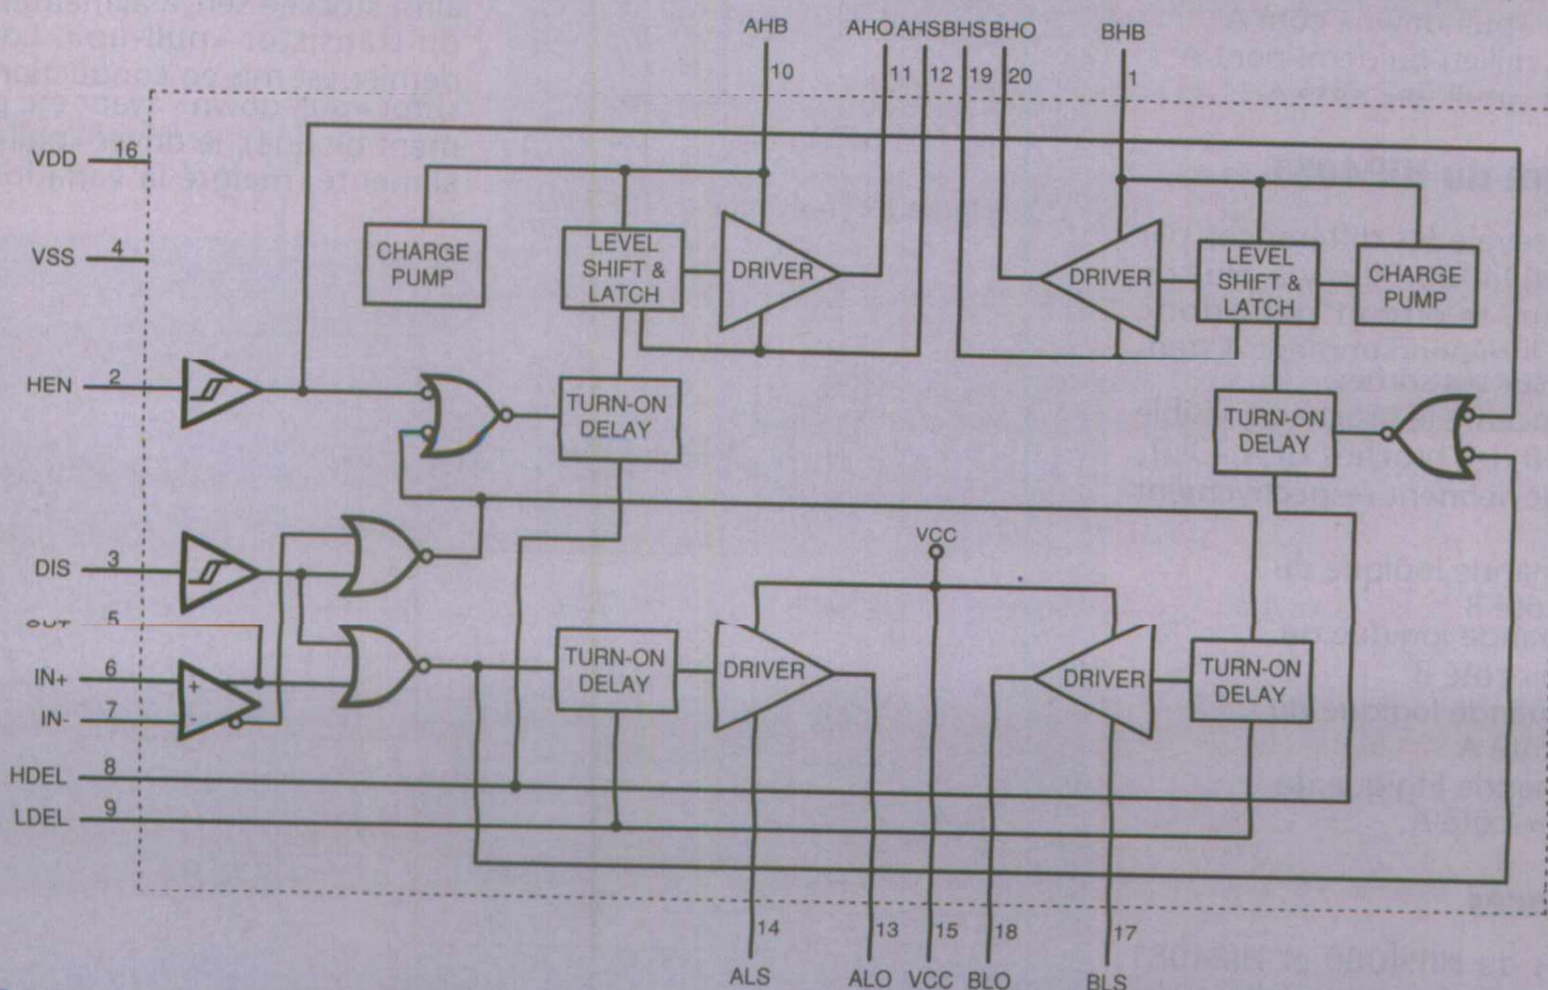 AHB AHO AHS BHS BHO BHB
10 11 12 19 20 1
VDD 16
VSS 4
CHARGE
PUMP
LEVEL
SHIFT &
LATCH
DRIVER
DRIVER
LEVEL
SHIFT &
LATCH
CHARGE
PUMP
HEN 2
TURN-ON
DELAY
TURN-ON
DELAY
VCC
DIS 3
5
IN+ 6
+
IN- 7
-
TURN-ON
DELAY
DRIVER
DRIVER
TURN-ON
DELAY
HDEL 8
LDEL 9
14 13 15 18 17
ALS ALO VCC BLO BLS